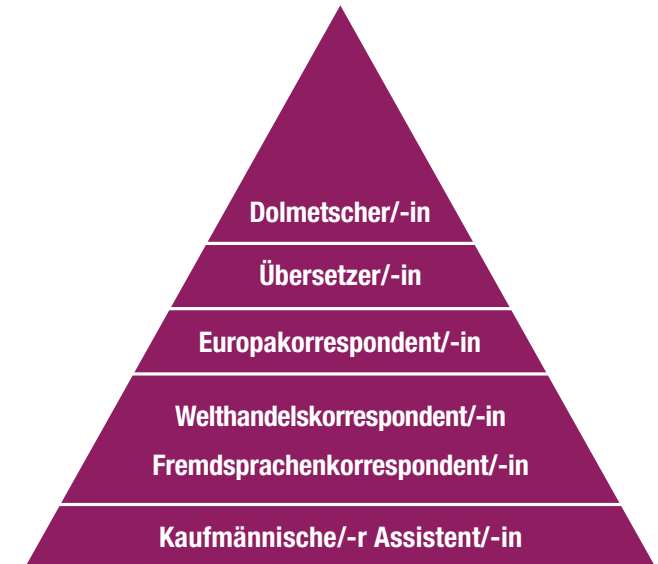 Dolmetscher/-in
Übersetzer/-in
Europakorrespondent/-in
Welthandelskorrespondent/-in
Fremdsprachenkorrespondent/-in
Kaufmännische/-r Assistent/-in